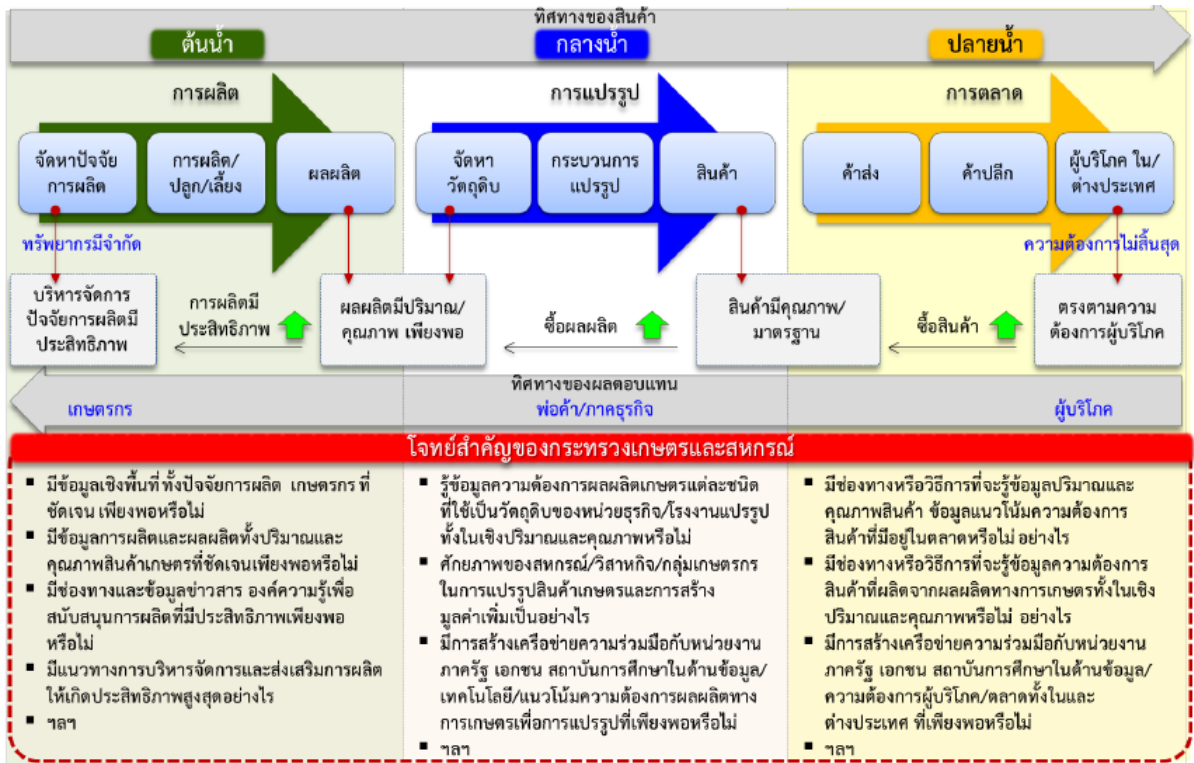 ทิศทางของสินค้า
ต้นน้ำ
กลางน้ำ
ปลายน้ำ
การผลิต
การแปรรูป
การตลาด
จัดหาปัจจัย
การผลิต
การผลิต/
ปลูก/เลี้ยง
ผลผลิต
จัดหา
วัตถุดิบ
กระบวนการ
แปรรูป
สินค้า
ค้าส่ง
ค้าปลีก
ผู้บริโภค ใน/
ต่างประเทศ
ทรัพยากรมีจำกัด
ความต้องการไม่สิ้นสุด
บริหารจัดการ
ปัจจัยการผลิตมี
ประสิทธิภาพ
การผลิตมี
ประสิทธิภาพ
ผลผลิตมีปริมาณ/
คุณภาพ เพียงพอ
ซื้อผลผลิต
สินค้ามีคุณภาพ/
มาตรฐาน
ซื้อสินค้า
ตรงตามความ
ต้องการผู้บริโภค
ทิศทางของผลตอบแทน
เกษตรกร
พ่อค้า/ภาคธุรกิจ
ผู้บริโภค
โจทย์สำคัญของกระทรวงเกษตรและสหกรณ์
▪ มีข้อมูลเชิงพื้นที่ ทั้งปัจจัยการผลิต เกษตรกร ที่
ชัดเจน เพียงพอหรือไม่
▪ มีข้อมูลการผลิตและผลผลิตทั้งปริมาณและ
คุณภาพสินค้าเกษตรที่ชัดเจนเพียงพอหรือไม่
▪ มีช่องทางและข้อมูลข่าวสาร องค์ความรู้เพื่อ
สนับสนุนการผลิตที่มีประสิทธิภาพเพียงพอ
หรือไม่
▪ มีแนวทางการบริหารจัดการและส่งเสริมการผลิต
ให้เกิดประสิทธิภาพสูงสุดอย่างไร
▪ ฯลฯ
▪ รู้ข้อมูลความต้องการผลผลิตเกษตรแต่ละชนิด
ที่ใช้เป็นวัตถุดิบของหน่วยธุรกิจ/โรงงานแปรรูป
ทั้งในเชิงปริมาณและคุณภาพหรือไม่
▪ ศักยภาพของสหกรณ์/วิสาหกิจ/กลุ่มเกษตรกร
ในการแปรรูปสินค้าเกษตรและการสร้าง
มูลค่าเพิ่มเป็นอย่างไร
▪ มีการสร้างเครือข่ายความร่วมมือกับหน่วยงาน
ภาครัฐ เอกชน สถาบันการศึกษาในด้านข้อมูล/
เทคโนโลยี/แนวโน้มความต้องการผลผลิตทาง
การเกษตรเพื่อการแปรรูปที่เพียงพอหรือไม่
▪ ฯลฯ
▪ มีช่องทางหรือวิธีการที่จะรู้ข้อมูลปริมาณและ
คุณภาพสินค้า ข้อมูลแนวโน้มความต้องการ
สินค้าที่มีอยู่ในตลาดหรือไม่ อย่างไร
▪ มีช่องทางหรือวิธีการที่จะรู้ข้อมูลความต้องการ
สินค้าที่ผลิตจากผลผลิตทางการเกษตรทั้งในเชิง
ปริมาณและคุณภาพหรือไม่ อย่างไร
▪ มีการสร้างเครือข่ายความร่วมมือกับหน่วยงาน
ภาครัฐ เอกชน สถาบันการศึกษาในด้านข้อมูล/
ความต้องการผู้บริโภค/ตลาดทั้งในและ
ต่างประเทศ ที่เพียงพอหรือไม่
▪ ฯลฯ